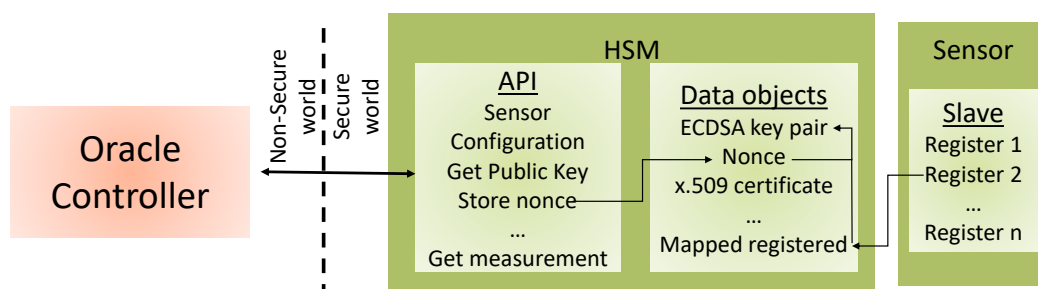 Oracle
Controller
Non-Secure
world
Secure
world
HSM
API
Sensor
Configuration
Get Public Key
Store nonce
...
Get measurement
Data objects
ECDSA key pair
Nonce
x.509 certificate
...
Mapped registered
Sensor
Slave
Register 1
Register 2
...
Register n